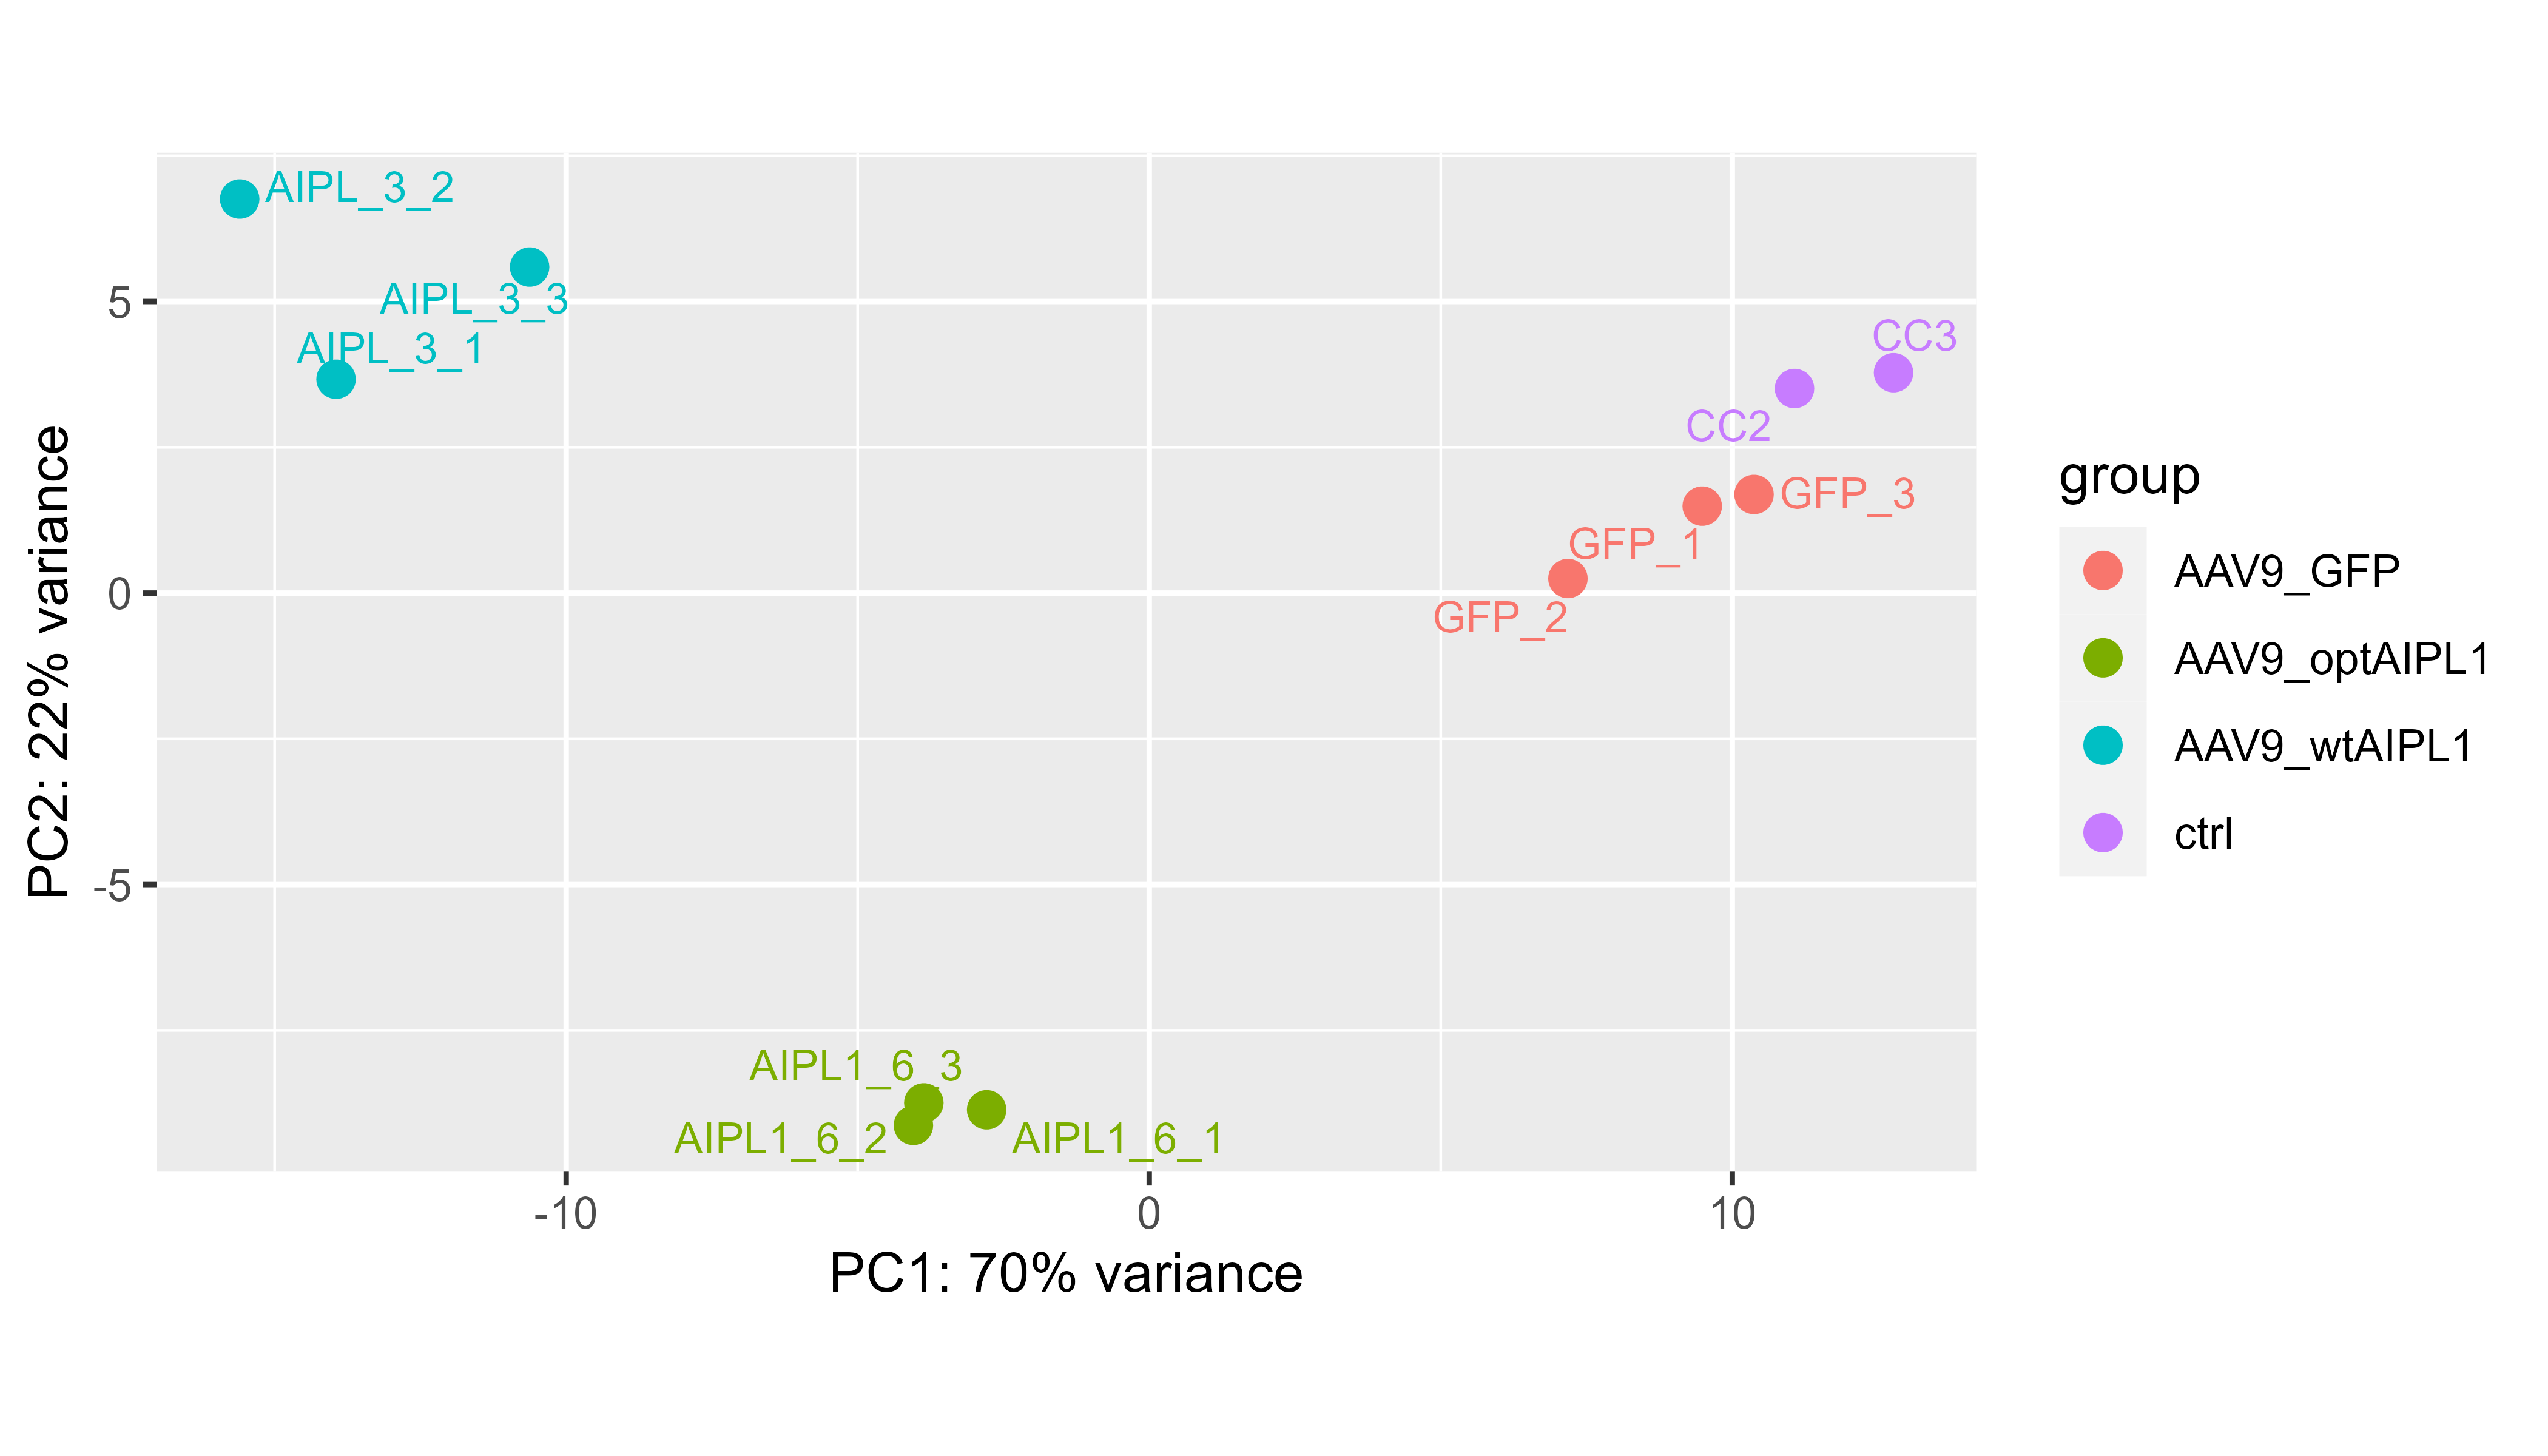 AIPL_3_2
AIPL_3_3
AIPL_3_1
CC3
CC2
GFP_3
GFP_1
GFP_2
AIPL1_6_3
AIPL1_6_2
AIPL1_6_1
5
0
-5
PC2: 22% variance
-10
0
10
PC1: 70% variance
group
AAV9_GFP
AAV9_optAIPL1
AAV9_wtAIPL1
ctrl